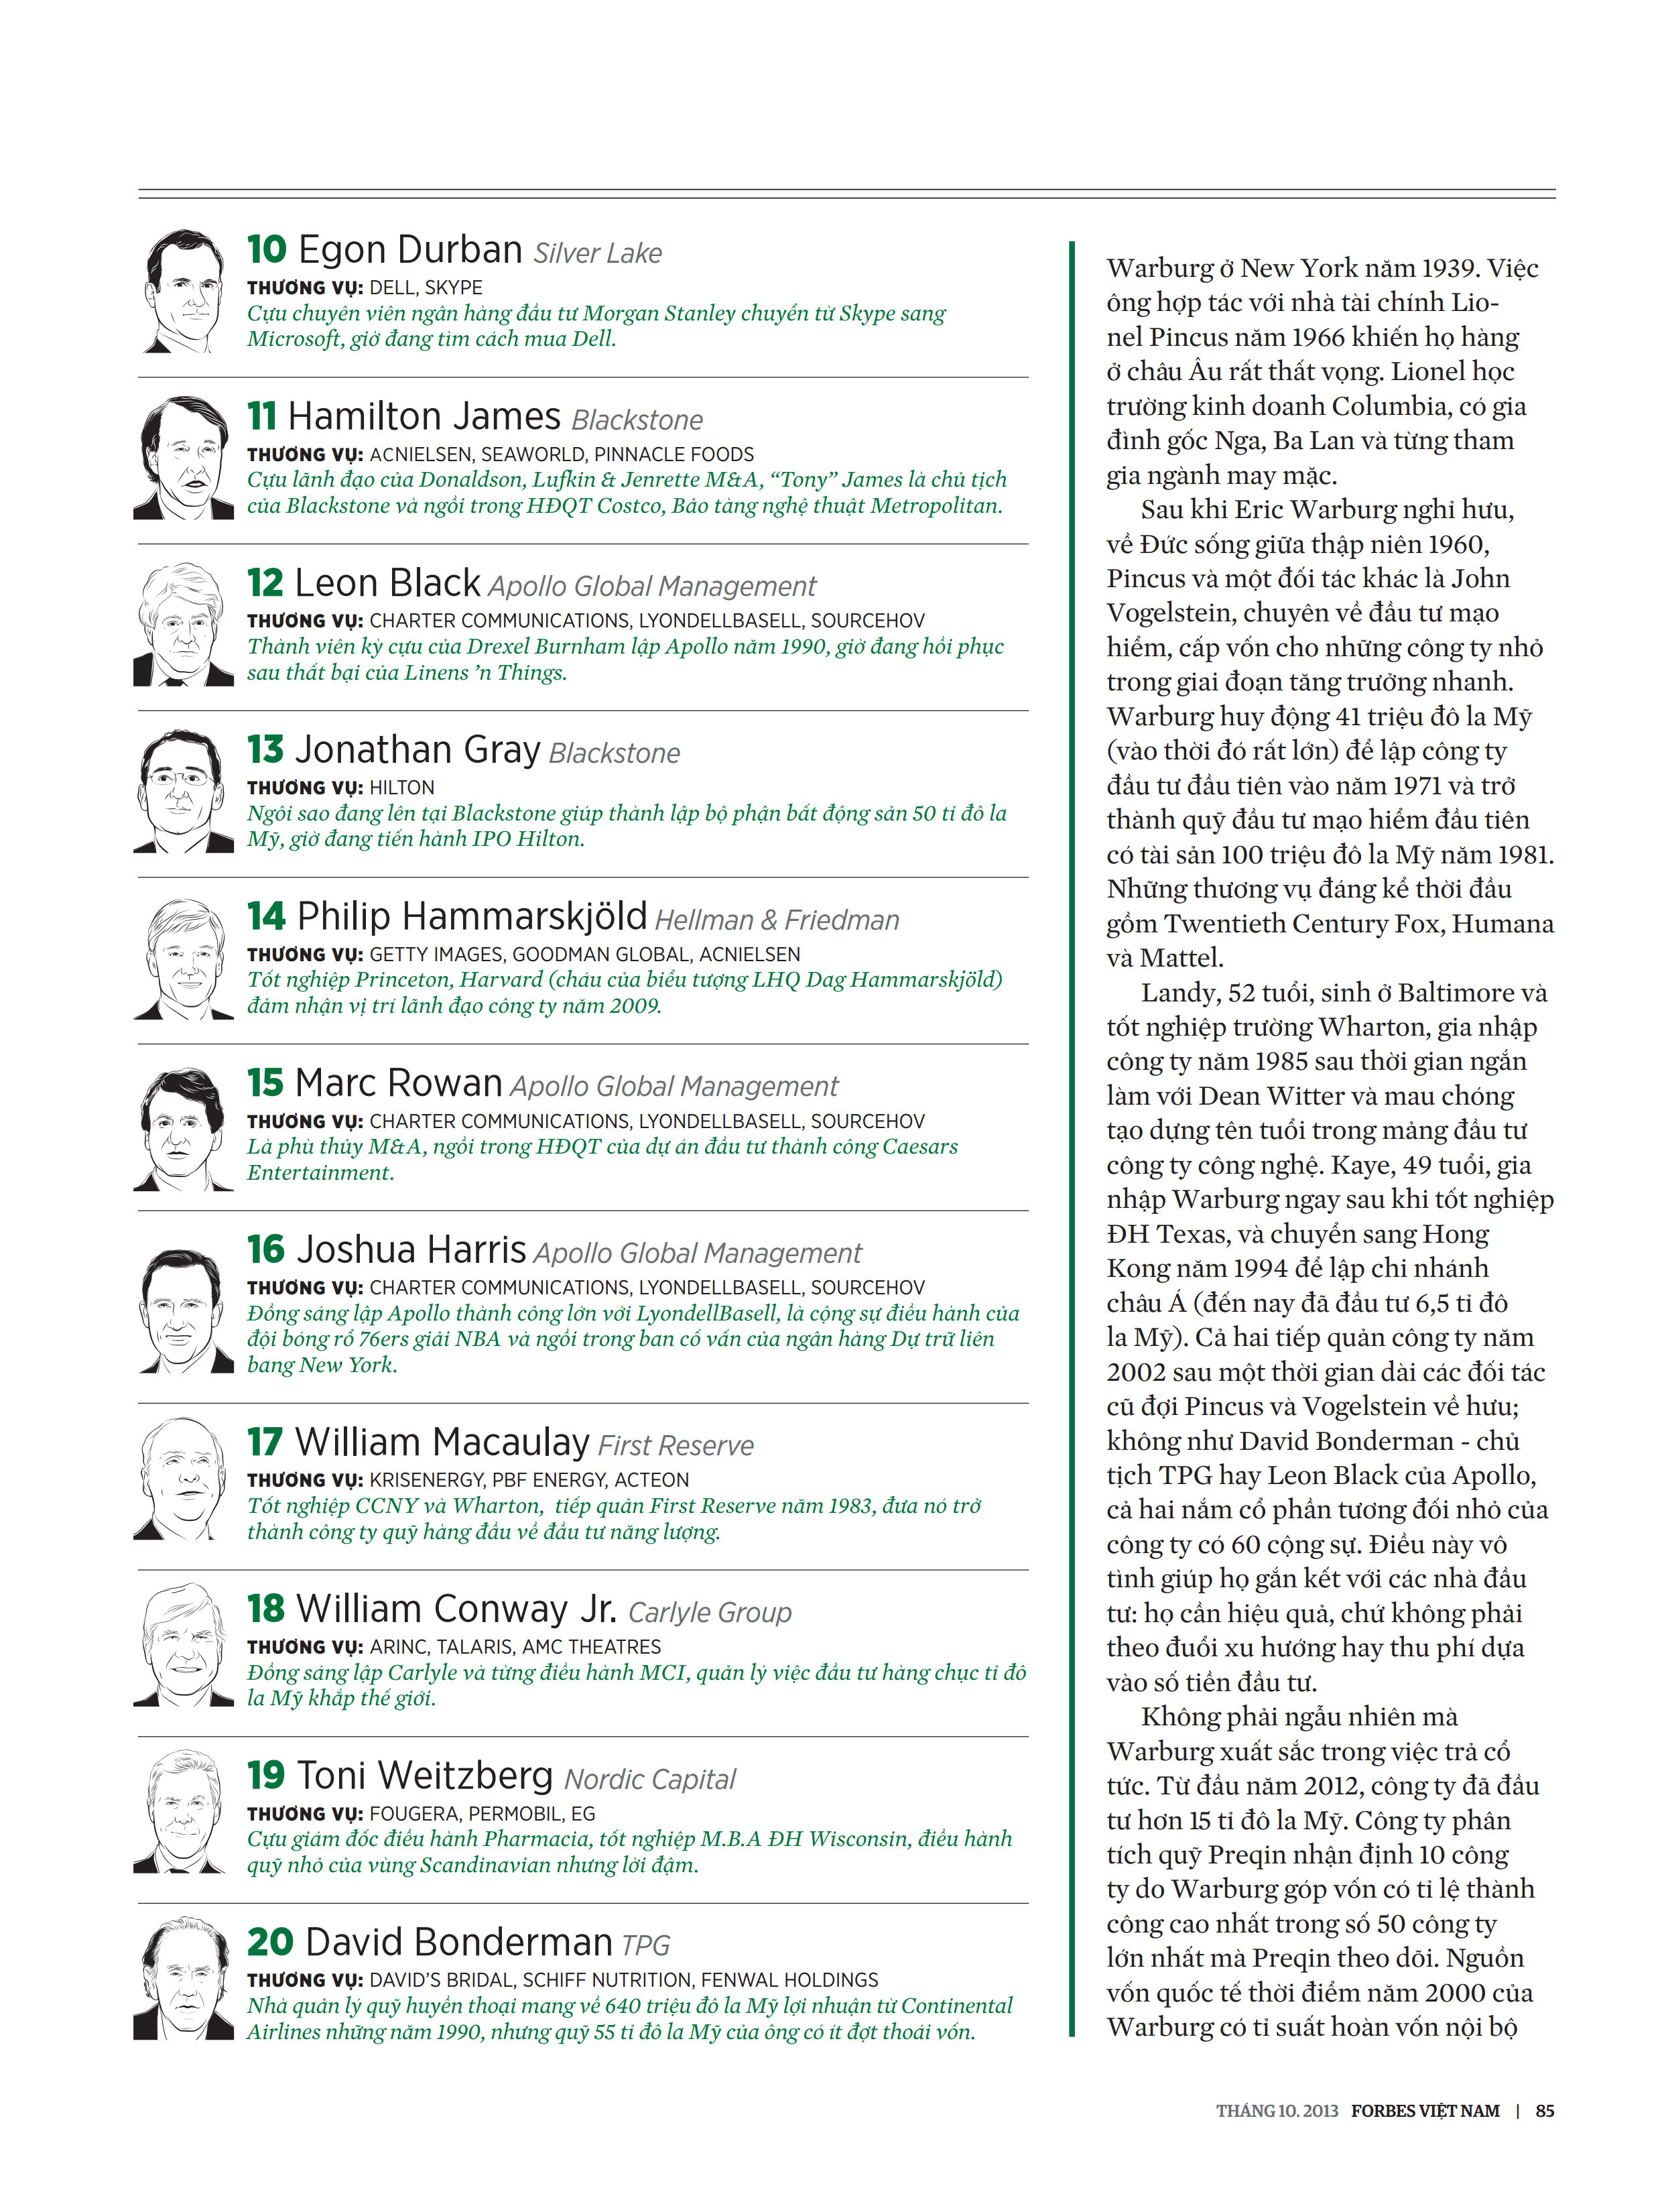 10 Egon Durban Silver Lake
THƯƠNG VỤ: DELL, SKYPE
Cựu chuyên viên ngân hàng đầu tư Morgan Stanley chuyển từ Skype sang
Microsoft, giờ đang tìm cách mua Dell.
11 Hamilton James Blackstone
THƯƠNG VỤ: ACNIELSEN, SEAWORLD, PINNACLE FOODS
Cựu lãnh đạo của Donaldson, Lufkin & Jenrette M&A, “Tony” James là chủ tịch
của Blackstone và ngồi trong HĐQT Costco, Bảo tàng nghệ thuật Metropolitan.
12 Leon Black Apollo Global Management
THƯƠNG VỤ: CHARTER COMMUNICATIONS, LYONDELLBASELL, SOURCEHOV
Thành viên kỳ cựu của Drexel Burnham lập Apollo năm 1990, giờ đang hồi phục
sau thất bại của Linens ’n Things.
13 Jonathan Gray Blackstone
THƯƠNG VỤ: HILTON
Ngôi sao đang lên tại Blackstone giúp thành lập bộ phận bất động sản 50 tỉ đô la
Mỹ, giờ đang tiến hành IPO Hilton.
14 Philip Hammarskjöld Hellman & Friedman
THƯƠNG VỤ: GETTY IMAGES, GOODMAN GLOBAL, ACNIELSEN
Tốt nghiệp Princeton, Harvard (cháu của biểu tượng LHQ Dag Hammarskjöld)
đảm nhận vị trí lãnh đạo công ty năm 2009.
15 Marc Rowan Apollo Global Management
THƯƠNG VỤ: CHARTER COMMUNICATIONS, LYONDELLBASELL, SOURCEHOV
Là phù thủy M&A, ngồi trong HĐQT của dự án đầu tư thành công Caesars
Entertainment.
16 Joshua Harris Apollo Global Management
THƯƠNG VỤ: CHARTER COMMUNICATIONS, LYONDELLBASELL, SOURCEHOV
Đồng sáng lập Apollo thành công lớn với LyondellBasell, là cộng sự điều hành của
đội bóng rổ 76ers giải NBA và ngồi trong ban cố vấn của ngân hàng Dự trữ liên
bang New York.
17 William Macaulay First Reserve
THƯƠNG VỤ: KRISENERGY, PBF ENERGY, ACTEON
Tốt nghiệp CCNY và Wharton, tiếp quản First Reserve năm 1983, đưa nó trở
thành công ty quỹ hàng đầu về đầu tư năng lượng.
18 William Conway Jr. Carlyle Group
THƯƠNG VỤ: ARINC, TALARIS, AMC THEATRES
Đồng sáng lập Carlyle và từng điều hành MCI, quản lý việc đầu tư hàng chục tỉ đô
la Mỹ khắp thế giới.
19 Toni Weitzberg Nordic Capital
THƯƠNG VỤ: FOUGERA, PERMOBIL, EG
Cựu giám đốc điều hành Pharmacia, tốt nghiệp M.B.A ĐH Wisconsin, điều hành
quỹ nhỏ của vùng Scandinavian nhưng lời đậm.
20 David Bonderman TPG
THƯƠNG VỤ: DAVID’S BRIDAL, SCHIFF NUTRITION, FENWAL HOLDINGS
Nhà quản lý quỹ huyền thoại mang về 640 triệu đô la Mỹ lợi nhuận từ Continental
Airlines những năm 1990, nhưng quỹ 55 tỉ đô la Mỹ của ông có ít đợt thoái vốn.
Warburg ở New York năm 1939. Việc
ông hợp tác với nhà tài chính Lio-
nel Pincus năm 1966 khiến họ hàng
ở châu Âu rất thất vọng. Lionel học
trường kinh doanh Columbia, có gia
đình gốc Nga, Ba Lan và từng tham
gia ngành may mặc.
Sau khi Eric Warburg nghỉ hưu,
về Đức sống giữa thập niên 1960,
Pincus và một đối tác khác là John
Vogelstein, chuyên về đầu tư mạo
hiểm, cấp vốn cho những công ty nhỏ
trong giai đoạn tăng trưởng nhanh.
Warburg huy động 41 triệu đô la Mỹ
(vào thời đó rất lớn) để lập công ty
đầu tư đầu tiên vào năm 1971 và trở
thành quỹ đầu tư mạo hiểm đầu tiên
có tài sản 100 triệu đô la Mỹ năm 1981.
Những thương vụ đáng kể thời đầu
gồm Twentieth Century Fox, Humana
và Mattel.
Landy, 52 tuổi, sinh ở Baltimore và
tốt nghiệp trường Wharton, gia nhập
công ty năm 1985 sau thời gian ngắn
làm với Dean Witter và mau chóng
tạo dựng tên tuổi trong mảng đầu tư
công ty công nghệ. Kaye, 49 tuổi, gia
nhập Warburg ngay sau khi tốt nghiệp
ĐH Texas, và chuyển sang Hong
Kong năm 1994 để lập chi nhánh
châu Á (đến nay đã đầu tư 6,5 tỉ đô
la Mỹ). Cả hai tiếp quản công ty năm
2002 sau một thời gian dài các đối tác
cũ đợi Pincus và Vogelstein về hưu;
không như David Bonderman - chủ
tịch TPG hay Leon Black của Apollo,
cả hai nắm cổ phần tương đối nhỏ của
công ty có 60 cộng sự. Điều này vô
tình giúp họ gắn kết với các nhà đầu
tư: họ cần hiệu quả, chứ không phải
theo đuổi xu hướng hay thu phí dựa
vào số tiền đầu tư.
Không phải ngẫu nhiên mà
Warburg xuất sắc trong việc trả cổ
tức. Từ đầu năm 2012, công ty đã đầu
tư hơn 15 tỉ đô la Mỹ. Công ty phân
tích quỹ Preqin nhận định 10 công
ty do Warburg góp vốn có tỉ lệ thành
công cao nhất trong số 50 công ty
lớn nhất mà Preqin theo dõi. Nguồn
vốn quốc tế thời điểm năm 2000 của
Warburg có tỉ suất hoàn vốn nội bộ
THÁNG 10. 2013 FORBES VIỆT NAM | 85